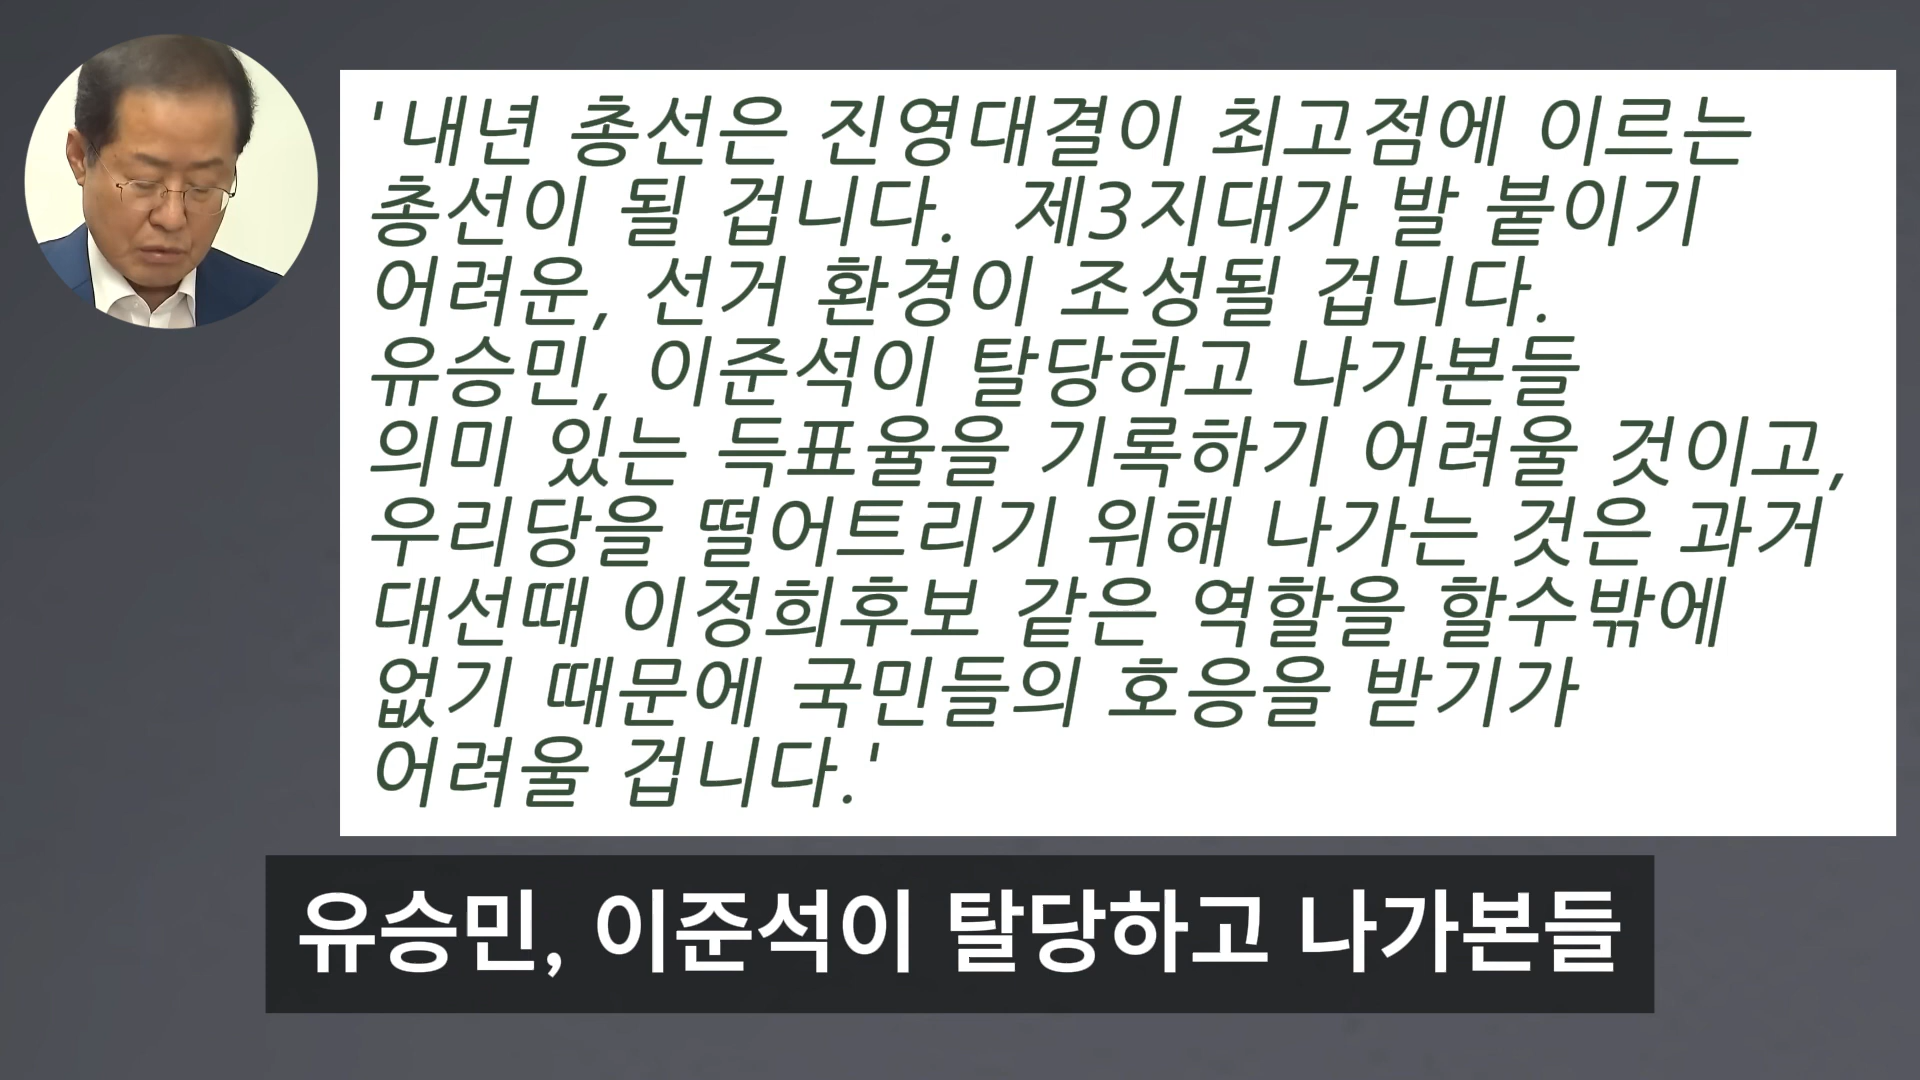 '내년 총선은 진영대결이 최고점에 이르는
총선이 될 겁니다. 제3지대가 발 붙이기
어려운, 선거 환경이 조성될 겁니다.
유승민, 이준석이 탈당하고 나가본들
의미 있는 득표율을 기록하기 어려울 것이고,
우리당을 떨어트리기 위해 나가는 것은 과거
대선때 이정희후보 같은 역할을 할수밖에
없기 때문에 국민들의 호응을 받기가
어려울 겁니다.'
유승민, 이준석이 탈당하고 나가본들